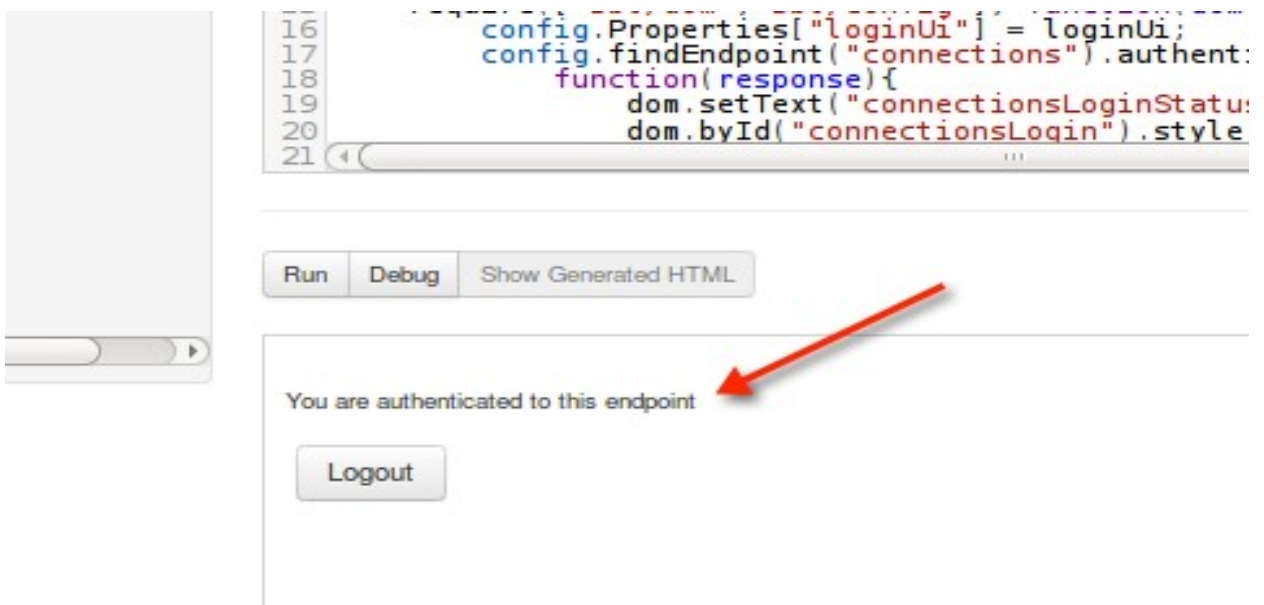 16 config.Properties["loginUi"] = loginUi;
17 config.findEndpoint("connections").authent
18 function(response){
19 dom.setText("connectionsLoginStatus
20 dom.byId("connectionsLogin").style
21
Run Debug Show Generated HTML
You are authenticated to this endpoint
Logout